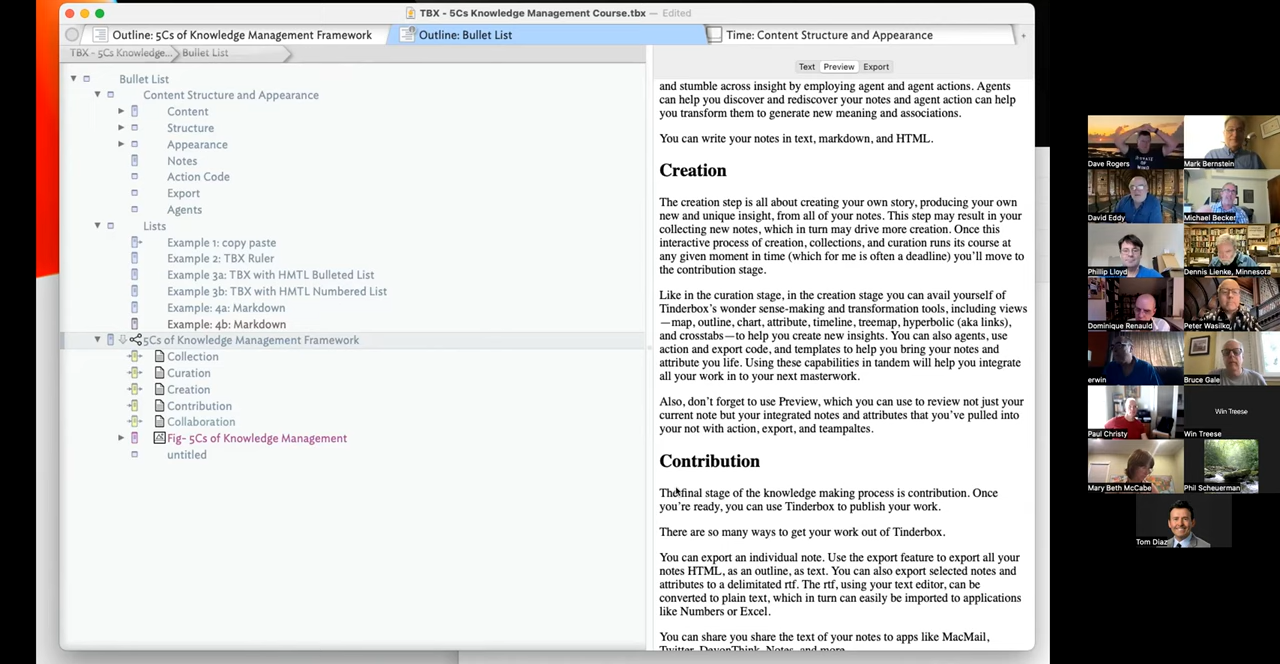 TBX - 5Cs Knowledge Management Course.tbx — Edited
Outline: 5Cs of Knowledge Management Framework
Outline: Bullet List
Time: Content Structure and Appearance
TBX - 5Cs Knowledge...
Bullet List
Text
Preview
Export
Bullet List
Content Structure and Appearance
Content
Structure
Appearance
Notes
Action Code
Export
Agents
Lists
Example 1: copy paste
Example 2: TBX Ruler
Example 3a: TBX with HMTL Bulleted List
Example 3b: TBX with HMTL Numbered List
Example: 4a: Markdown
Example: 4b: Markdown
5Cs of Knowledge Management Framework
Collection
Curation
Creation
Contribution
Collaboration
Fig- 5Cs of Knowledge Management
untitled
and stumble across insight by employing agent and agent actions. Agents
can help you discover and rediscover your notes and agent action can help
you transform them to generate new meaning and associations.
You can write your notes in text, markdown, and HTML.
Creation
The creation step is all about creating your own story, producing your own
new and unique insight, from all of your notes. This step may result in your
collecting new notes, which in turn may drive more creation. Once this
interactive process of creation, collections, and curation runs its course at
any given moment in time (which for me is often a deadline) you'll move to
the contribution stage.
Like in the curation stage, in the creation stage you can avail yourself of
Tinderbox's wonder sense-making and transformation tools, including views
—map, outline, chart, attribute, timeline, treemap, hyperbolic (aka links),
and crosstabs—to help you create new insights. You can also agents, use
action and export code, and templates to help you bring your notes and
attribute you life. Using these capabilities in tandem will help you integrate
all your work in to your next masterwork.
Also, don't forget to use Preview, which you can use to review not just your
current note but your integrated notes and attributes that you've pulled into
your not with action, export, and teampaltes.
Contribution
The final stage of the knowledge making process is contribution. Once
you're ready, you can use Tinderbox to publish your work.
There are so many ways to get your work out of Tinderbox.
You can export an individual note. Use the export feature to export all your
notes HTML, as an outline, as text. You can also export selected notes and
attributes to a delimitated rtf. The rtf, using your text editor, can be
converted to plain text, which in turn can easily be imported to applications
like Numbers or Excel.
You can share you share the text of your notes to apps like MacMail,
Twitter, DevonThink, Notes, and more.
Dave Rogers
Mark Bernstein
David Eddy
Michael Becker
Phillip Lloyd
Dennis Lienke, Minnesota
Dominique Renauld
Peter Wasilko
erwin
Bruce Gale
Paul Christy
Win Treese
Win Treese
Mary Beth McCabe
Phil Scheuerman
Tom Diaz